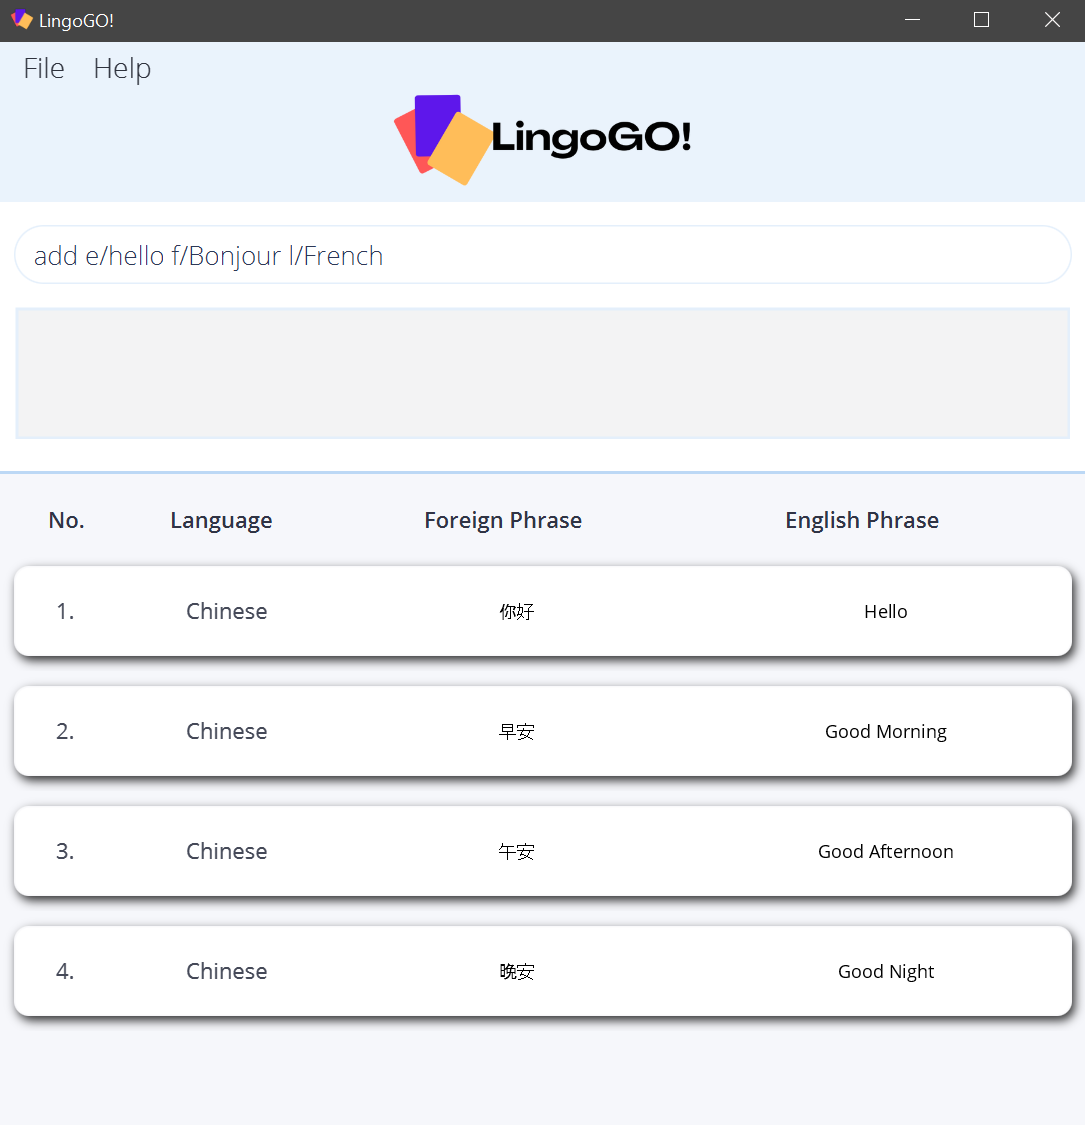 LingoGO!
File Help
LingoGO!
add e/hello f/Bonjour l/French
No. Language Foreign Phrase English Phrase
1. Chinese 你好 Hello
2. Chinese 早安 Good Morning
3. Chinese 午安 Good Afternoon
4. Chinese 晚安 Good Night